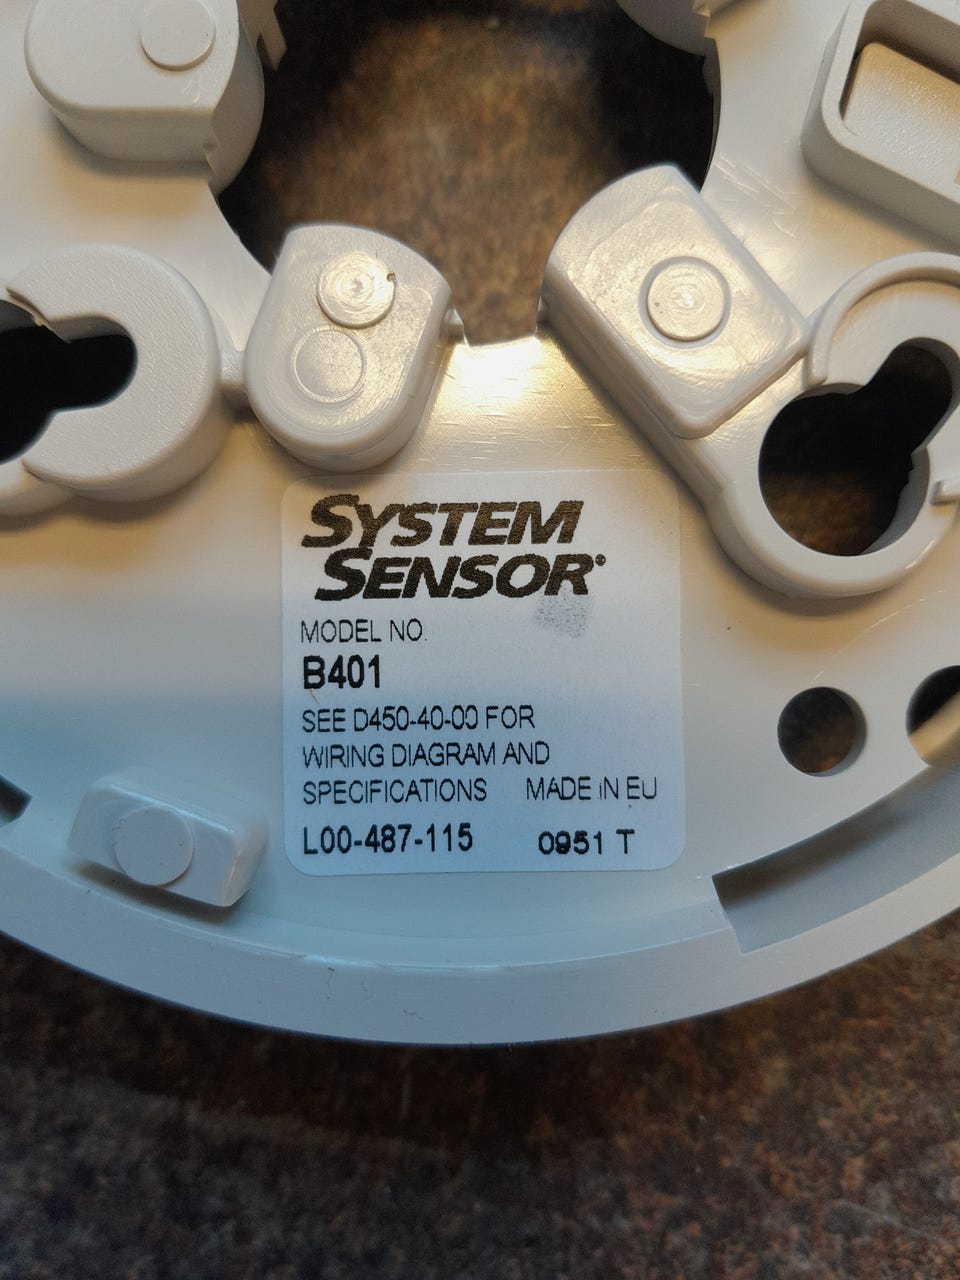 SYSTEM
SENSOR®
MODEL NO.
B401
SEE D450-40-00 FOR
WIRING DIAGRAM AND
SPECIFICATIONS MADE IN EU
L00-487-115 0951 T